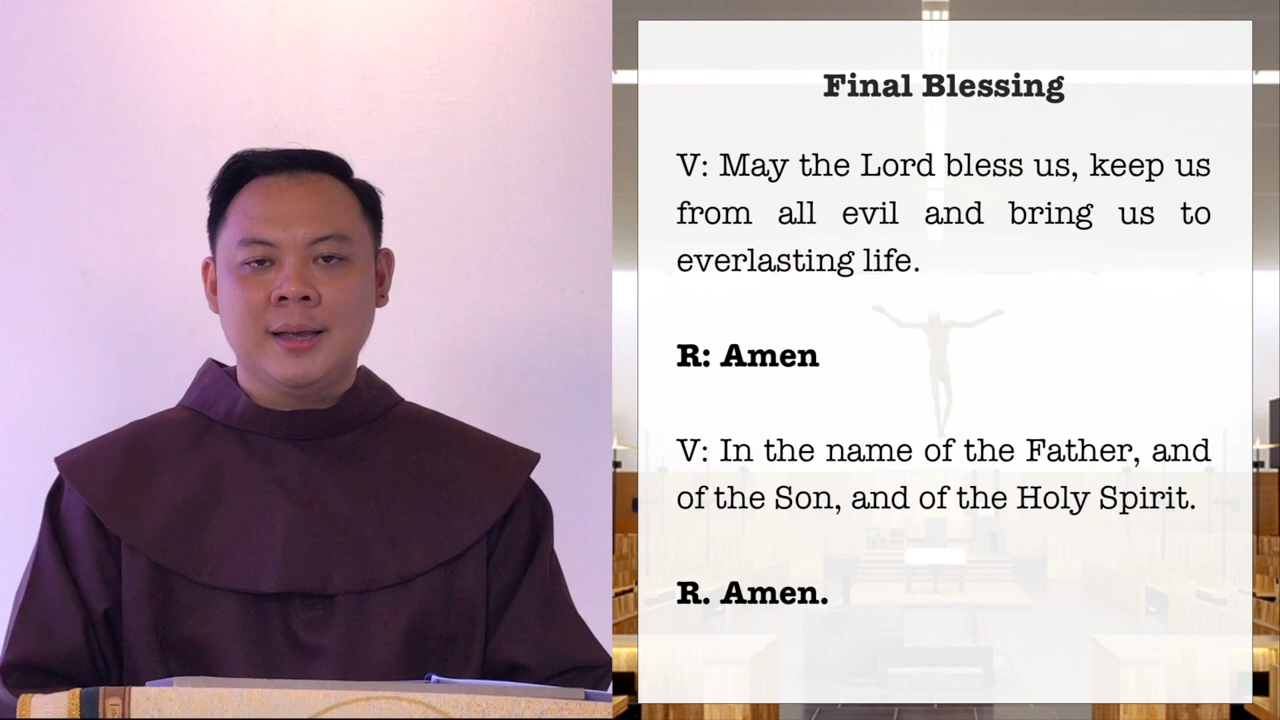 Final Blessing
V: May the Lord bless us, keep us
from all evil and bring us to
everlasting life.
R: Amen
V: In the name of the Father, and
of the Son, and of the Holy Spirit.
R. Amen.